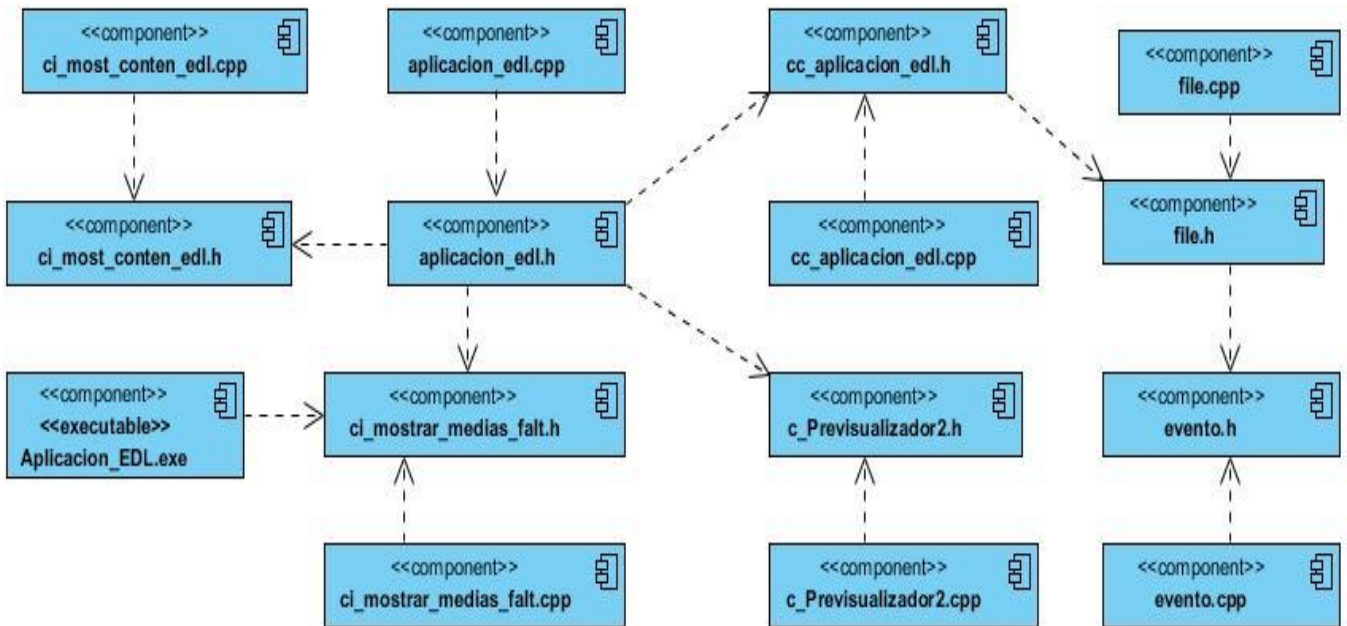 <<component>>
ci_most_conten_edl.cpp
<<component>>
aplicacion_edl.cpp
<<component>>
cc_aplicacion_edl.h
<<component>>
file.cpp
<<component>>
ci_most_conten_edl.h
<<component>>
aplicacion_edl.h
<<component>>
cc_aplicacion_edl.cpp
<<component>>
file.h
<<component>>
<<executable>>
Aplicacion_EDL.exe
<<component>>
ci_mostrar_medias_falt.h
<<component>>
c_Previsualizador2.h
<<component>>
evento.h
<<component>>
ci_mostrar_medias_falt.cpp
<<component>>
c_Previsualizador2.cpp
<<component>>
evento.cpp